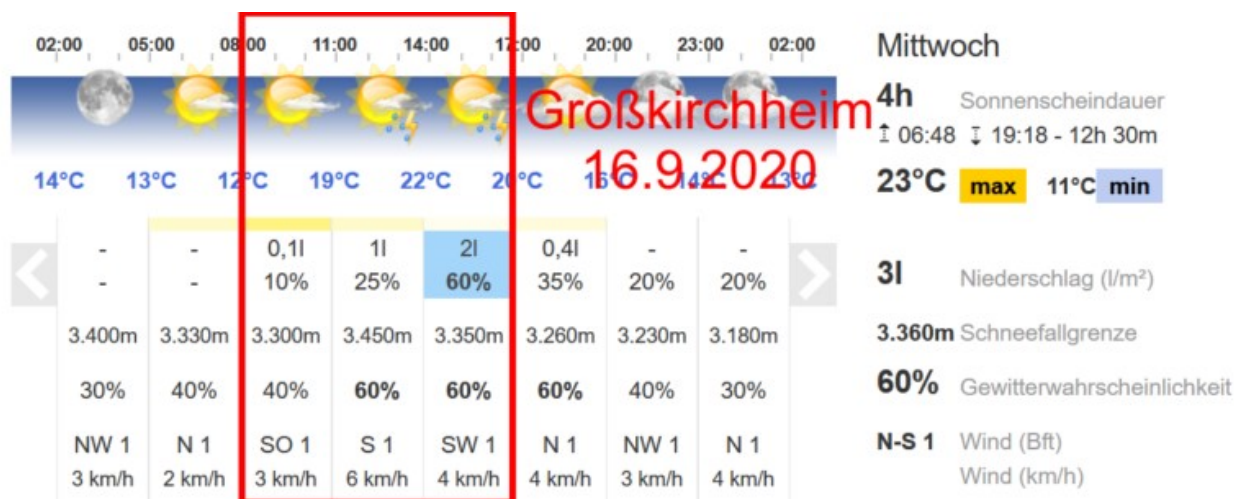 02:00 05:00 08:00 11:00 14:00 17:00 20:00 23:00 02:00
Großkirchheim
16.9.2020
14°C 13°C 12°C 19°C 22°C 20°C 16°C 14°C 13°C
- - 0,1l 1l 2l 0,4l - -
- - 10% 25% 60% 35% 20% 20%
3.400m 3.330m 3.300m 3.450m 3.350m 3.260m 3.230m 3.180m
30% 40% 40% 60% 60% 60% 40% 30%
NW 1 N 1 SO 1 S 1 SW 1 N 1 NW 1 N 1
3 km/h 2 km/h 3 km/h 6 km/h 4 km/h 4 km/h 3 km/h 4 km/h
Mittwoch
4h Sonnenscheindauer
↥ 06:48 ↧ 19:18 - 12h 30m
23°C max 11°C min
3l Niederschlag (l/m²)
3.360m Schneefallgrenze
60% Gewitterwahrscheinlichkeit
N-S 1 Wind (Bft)
Wind (km/h)